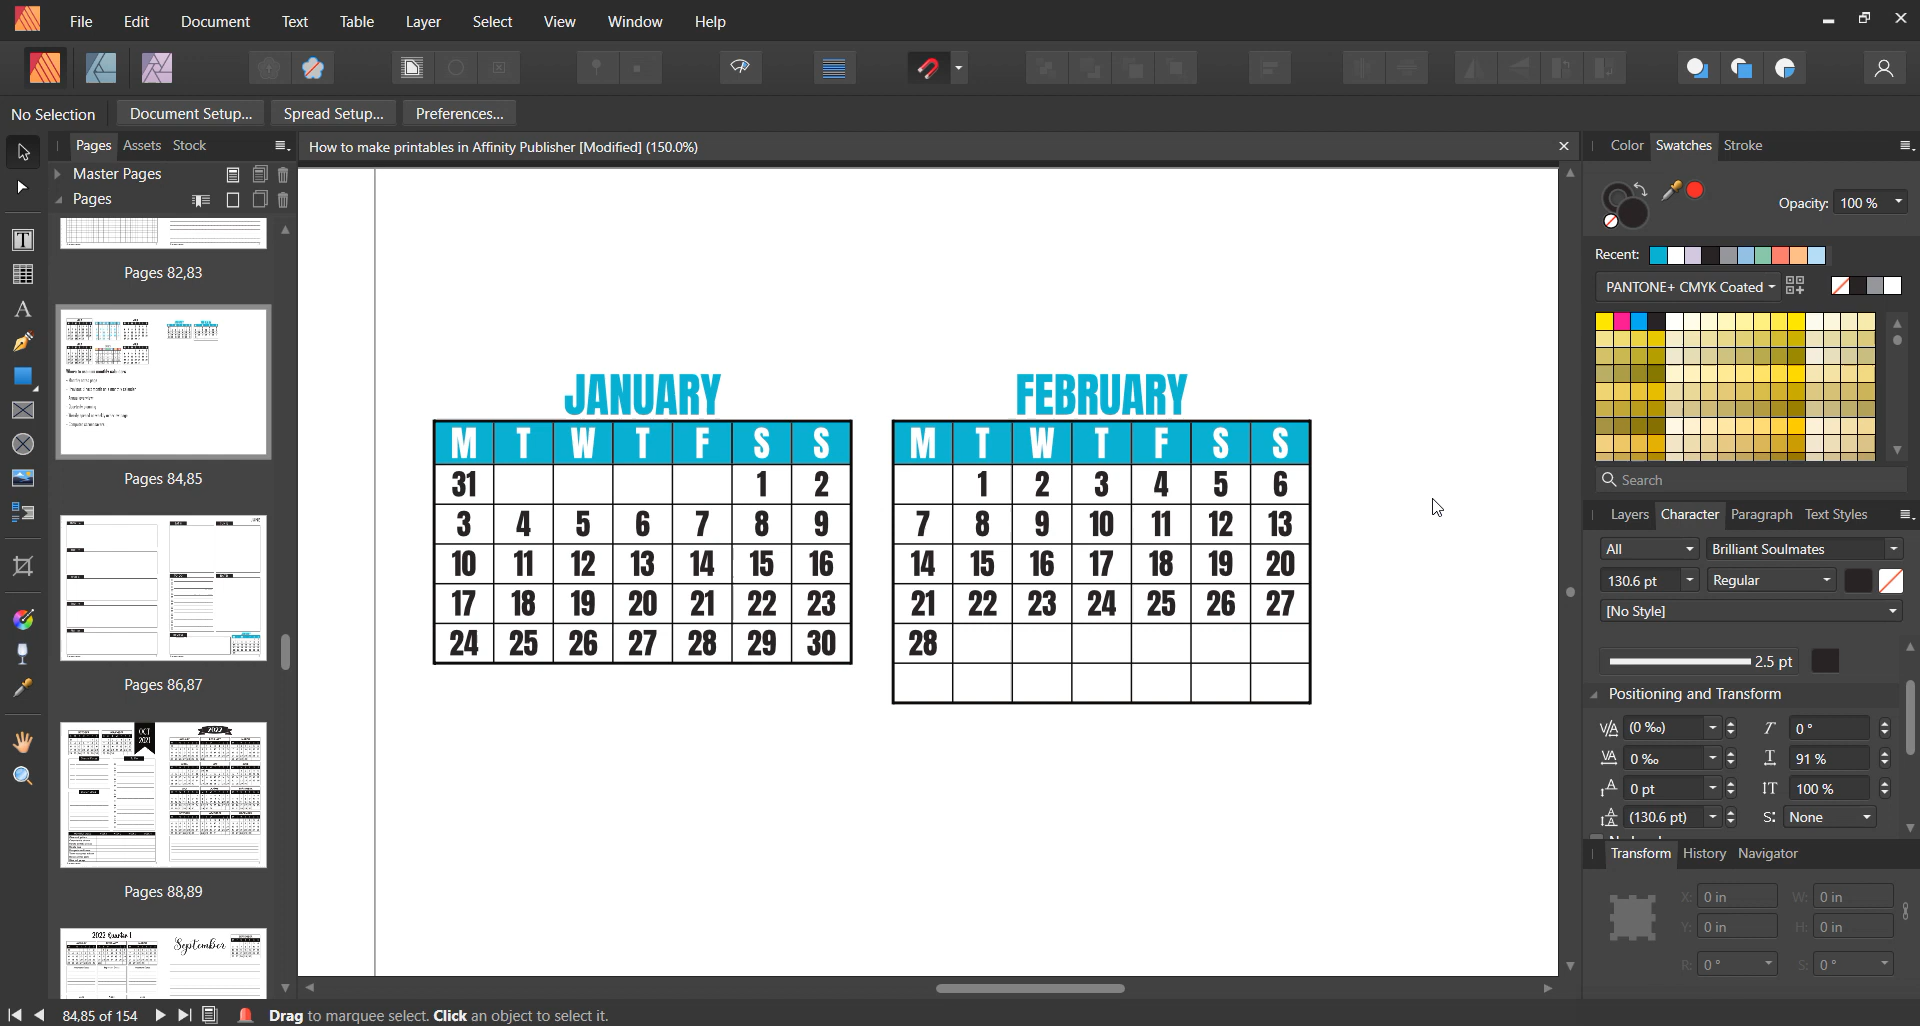 File Edit Document Text Table Layer Select View Window Help
No Selection Document Setup... Spread Setup... Preferences...
Pages Assets Stock
How to make printables in Affinity Publisher [Modified] (150.0%)
Color Swatches Stroke
Master Pages
Pages
Opacity: 100 %
Recent:
PANTONE+ CMYK Coated
Pages 82,83
Pages 84,85
Pages 86,87
OCT
2021
2022
Pages 88,89
2022 Quarter 1
September
JANUARY
M T W T F S S
31 1 2
3 4 5 6 7 8 9
10 11 12 13 14 15 16
17 18 19 20 21 22 23
24 25 26 27 28 29 30
FEBRUARY
M T W T F S S
1 2 3 4 5 6
7 8 9 10 11 12 13
14 15 16 17 18 19 20
21 22 23 24 25 26 27
28
Search
Layers Character Paragraph Text Styles
All Brilliant Soulmates
130.6 pt Regular
[No Style]
2.5 pt
Positioning and Transform
(0 ‰) 0 °
0 ‰ 91 %
0 pt 100 %
(130.6 pt) S: None
Transform History Navigator
X: 0 in W: 0 in
Y: 0 in H: 0 in
R: 0 ° S: 0 °
84,85 of 154 Drag to marquee select. Click an object to select it.